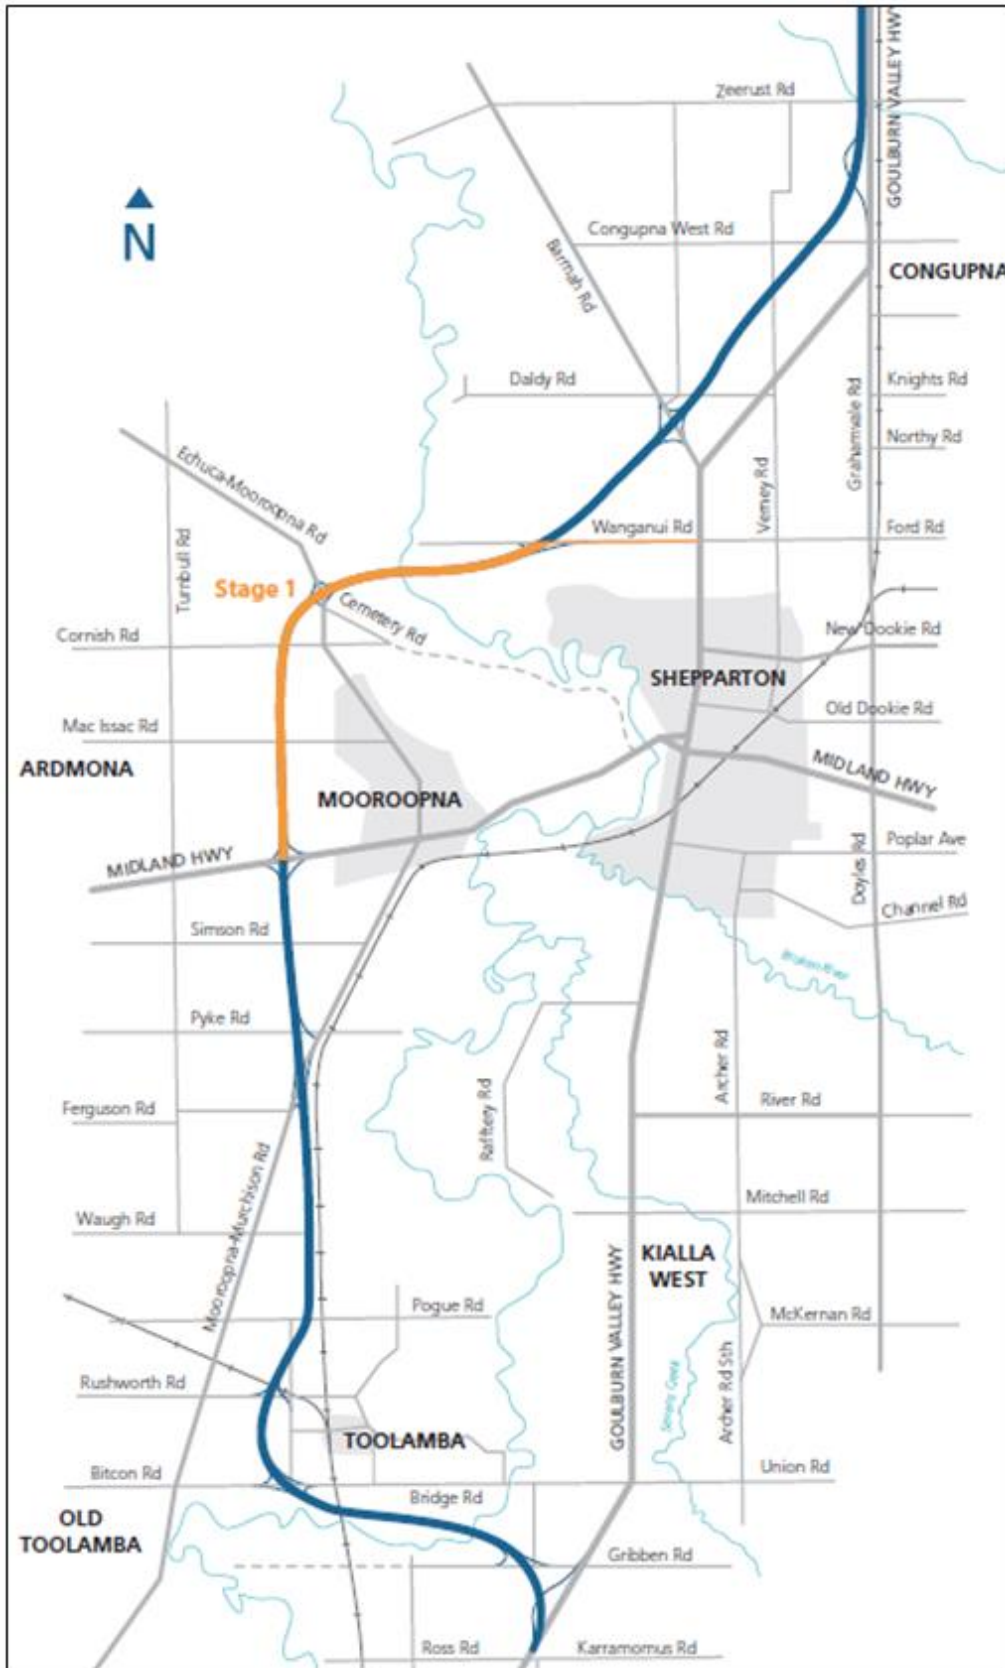 GOULBURN VALLEY HWY
Zeerust Rd
N
Congupna West Rd
Barmah Rd
CONGUPNA
Daldy Rd
Knights Rd
Grahamvale Rd
Northy Rd
Echuca-Mooroopna Rd
Verney Rd
Wanganui Rd
Ford Rd
Turnbull Rd
Stage 1
Cemetery Rd
Cornish Rd
New Dookie Rd
SHEPPARTON
Old Dookie Rd
Mac Issac Rd
ARDMONA
MIDLAND HWY
MOOROOPNA
MIDLAND HWY
Poplar Ave
Doyles Rd
Channel Rd
Simson Rd
Broken River
Pyke Rd
Archer Rd
Raftery Rd
Ferguson Rd
River Rd
Mooroopna-Murchison Rd
Mitchell Rd
Waugh Rd
KIALLA
WEST
GOULBURN VALLEY HWY
Pogue Rd
McKernan Rd
Rushworth Rd
Archer Rd Sth
TOOLAMBA
Bitcon Rd
Union Rd
Bridge Rd
OLD
TOOLAMBA
Gribben Rd
Ross Rd
Karramomus Rd